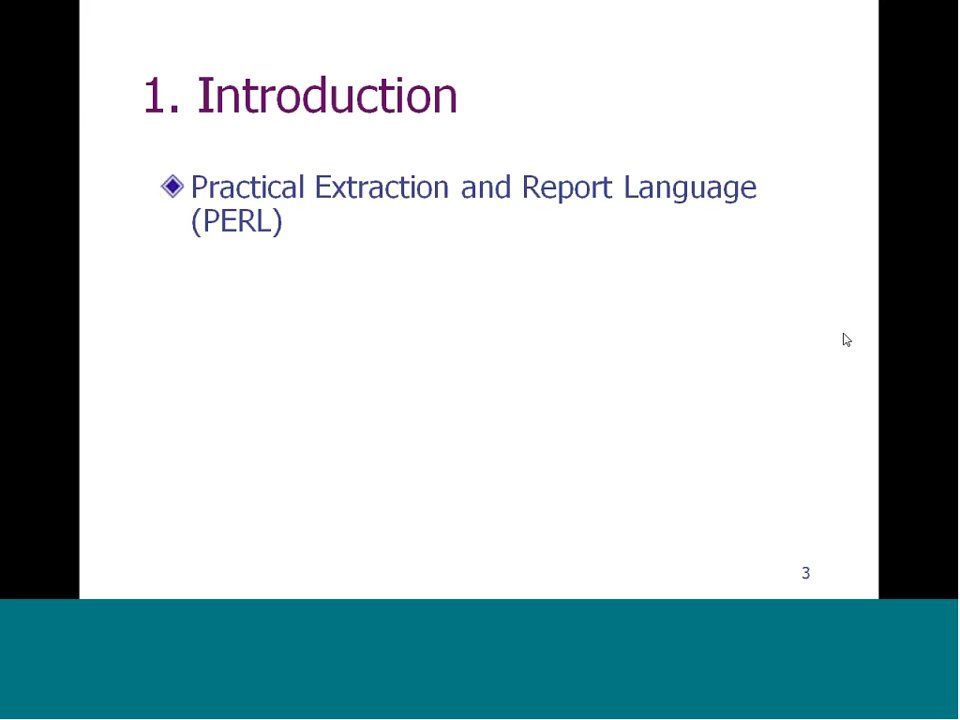 1. Introduction
Practical Extraction and Report Language
(PERL)
3